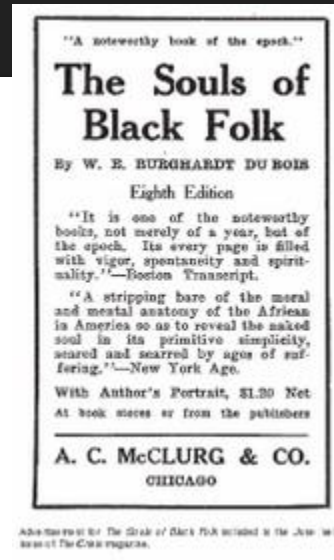 "A noteworthy book of the epoch."
The Souls of
Black Folk
By W. E. BURGHARDT DU BOIS
Eighth Edition
"It is one of the noteworthy
books, not merely of a year, but of
the epoch. Its every page is filled
with vigor, spontaneity and spirit-
uality."—Boston Transcript.
"A stripping bare of the moral
and mental anatomy of the African
in America so as to reveal the naked
soul in its primitive simplicity,
seared and scarred by ages of suf-
fering."—New York Age.
With Author's Portrait, $1.20 Net
At book stores or from the publishers
A. C. McCLURG & CO.
CHICAGO
Advertisement for The Souls of Black Folk included in the June
issue of The Crisis magazine.